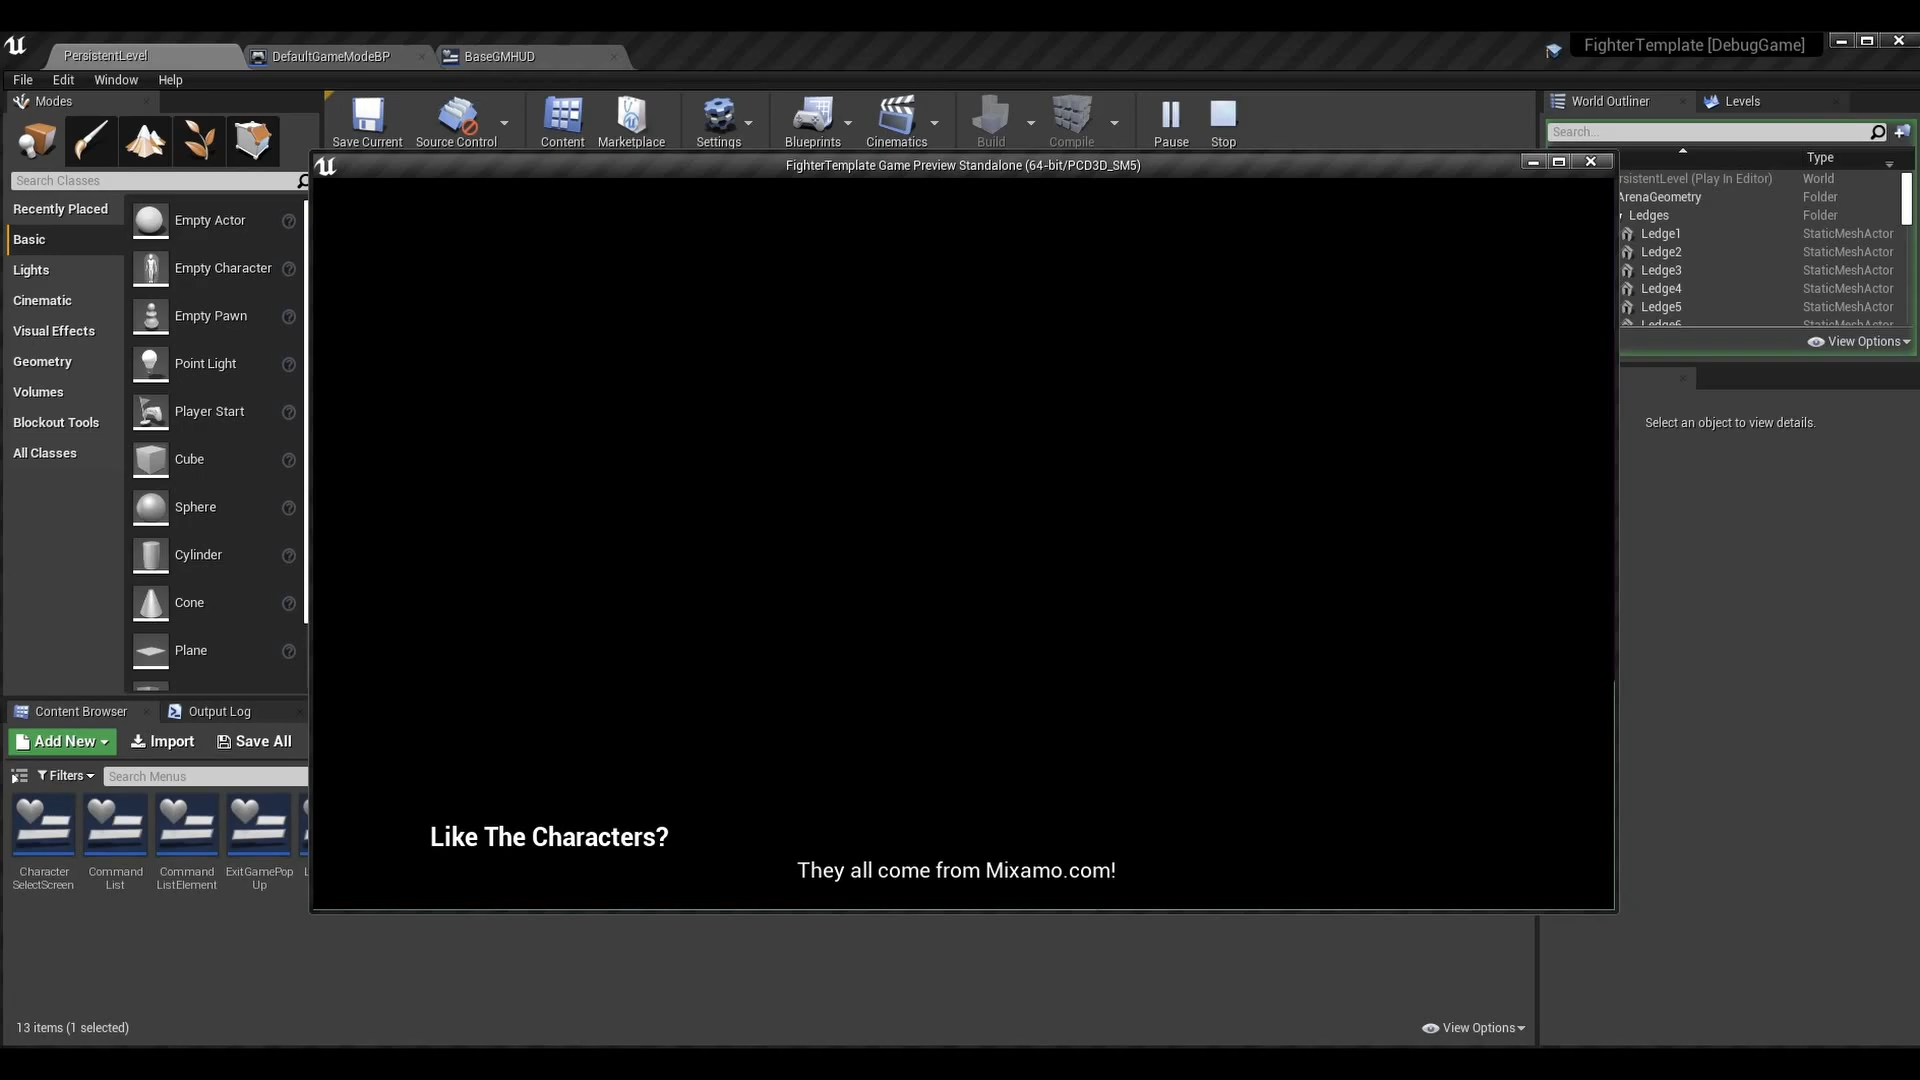 PersistentLevel
DefaultGameModeBP
BaseGMHUD
FighterTemplate [DebugGame]
File
Edit
Window
Help
Modes
Save Current
Source Control
Content
Marketplace
Settings
Blueprints
Cinematics
Build
Compile
Pause
Stop
World Outliner
Levels
Search...
Search Classes
FighterTemplate Game Preview Standalone (64-bit/PCD3D_SM5)
Type
rsistentLevel (Play In Editor)
World
ArenaGeometry
Folder
Ledges
Folder
Ledge1
StaticMeshActor
Ledge2
StaticMeshActor
Ledge3
StaticMeshActor
Ledge4
StaticMeshActor
Ledge5
StaticMeshActor
Ledge6
StaticMeshActor
View Options
Select an object to view details.
Recently Placed
Basic
Lights
Cinematic
Visual Effects
Geometry
Volumes
Blockout Tools
All Classes
Empty Actor
Empty Character
Empty Pawn
Point Light
Player Start
Cube
Sphere
Cylinder
Cone
Plane
Content Browser
Output Log
Add New
Import
Save All
Filters
Search Menus
Character
SelectScreen
Command
List
Command
ListElement
ExitGamePop
Up
Like The Characters?
They all come from Mixamo.com!
13 items (1 selected)
View Options